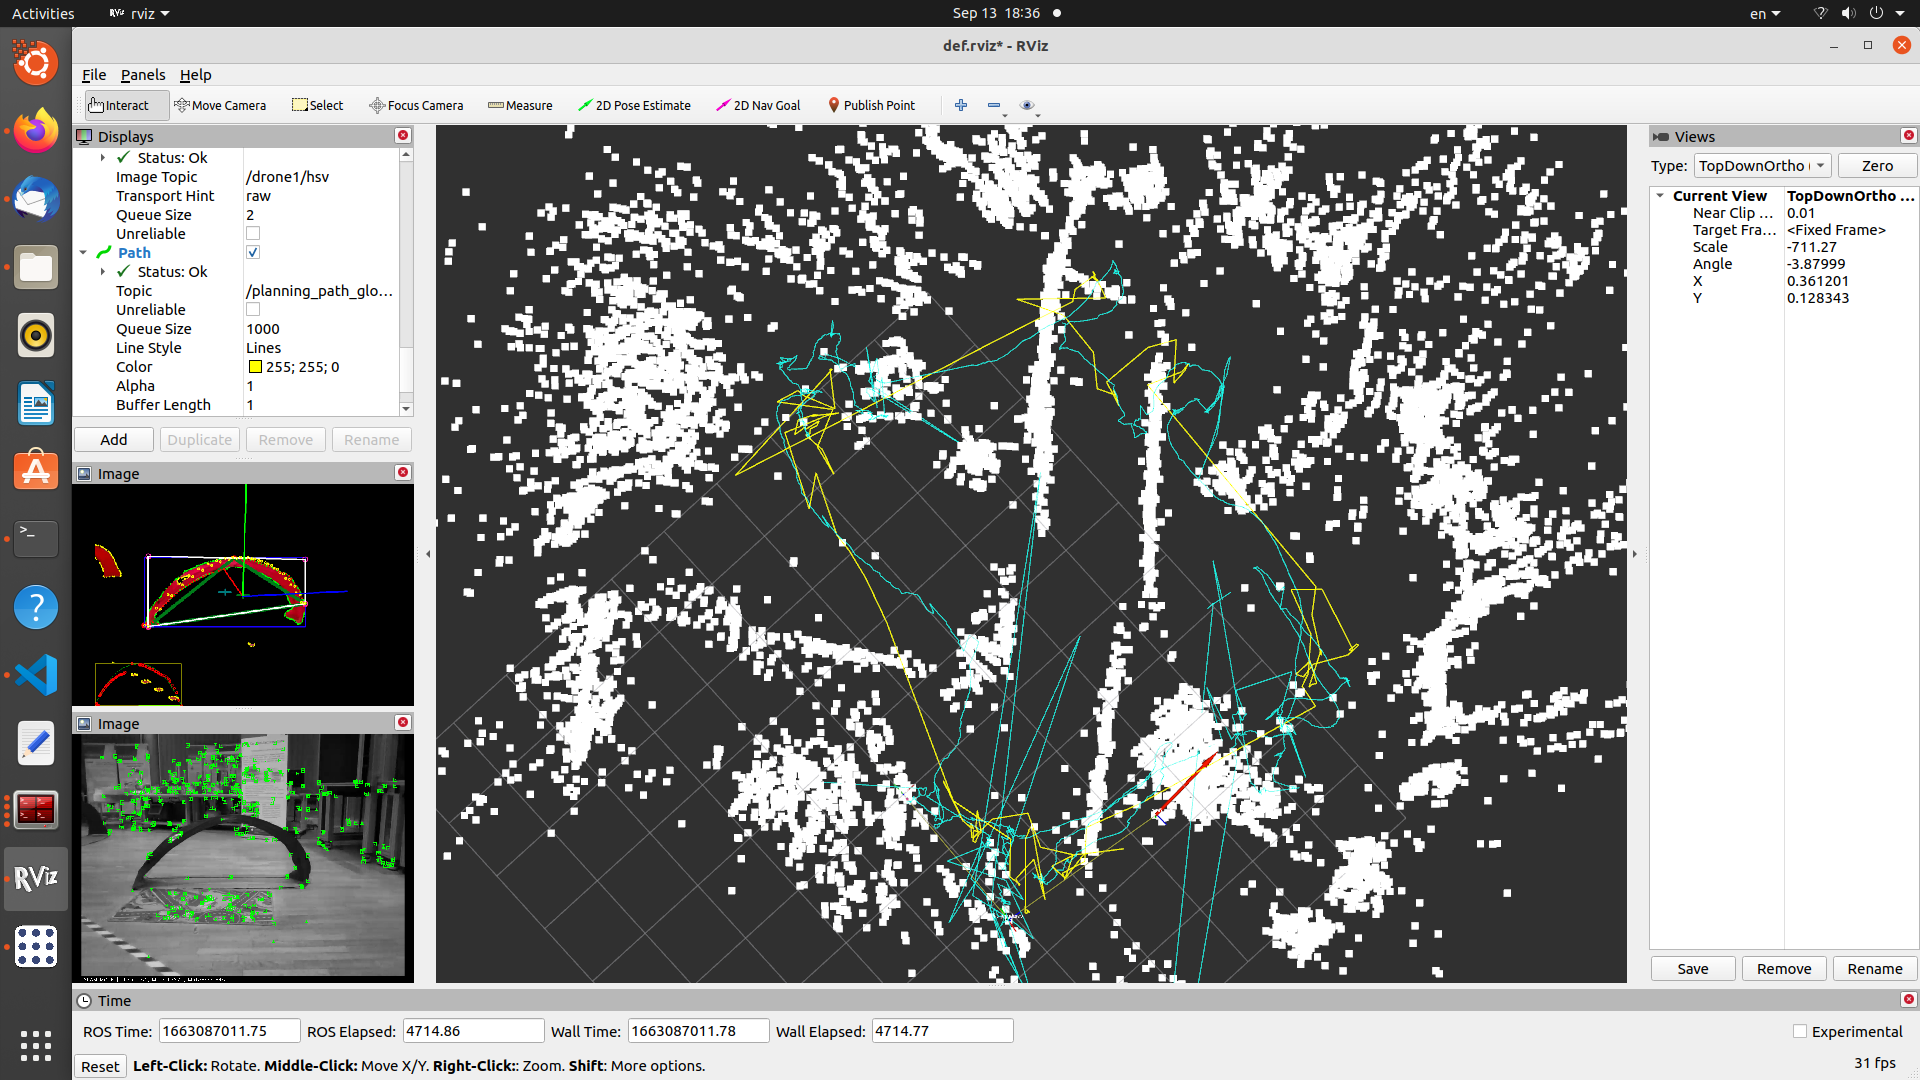 Activities
RViz
rviz
Sep 13 18:36
en
def.rviz* - RViz
File Panels Help
Interact
Move Camera
Select
Focus Camera
Measure
2D Pose Estimate
2D Nav Goal
Publish Point
Displays
Status: Ok
Image Topic /drone1/hsv
Transport Hint raw
Queue Size 2
Unreliable
Path
Status: Ok
Topic /planning_path_glo...
Unreliable
Queue Size 1000
Line Style Lines
Color 255; 255; 0
Alpha 1
Buffer Length 1
Add Duplicate Remove Rename
Image
Image
RViz
Views
Type: TopDownOrtho ( Zero
Current View TopDownOrtho ...
Near Clip ... 0.01
Target Fra... <Fixed Frame>
Scale -711.27
Angle -3.87999
X 0.361201
Y 0.128343
Save Remove Rename
Time
ROS Time: 1663087011.75 ROS Elapsed: 4714.86 Wall Time: 1663087011.78 Wall Elapsed: 4714.77
Experimental
Reset Left-Click: Rotate. Middle-Click: Move X/Y. Right-Click:: Zoom. Shift: More options.
31 fps